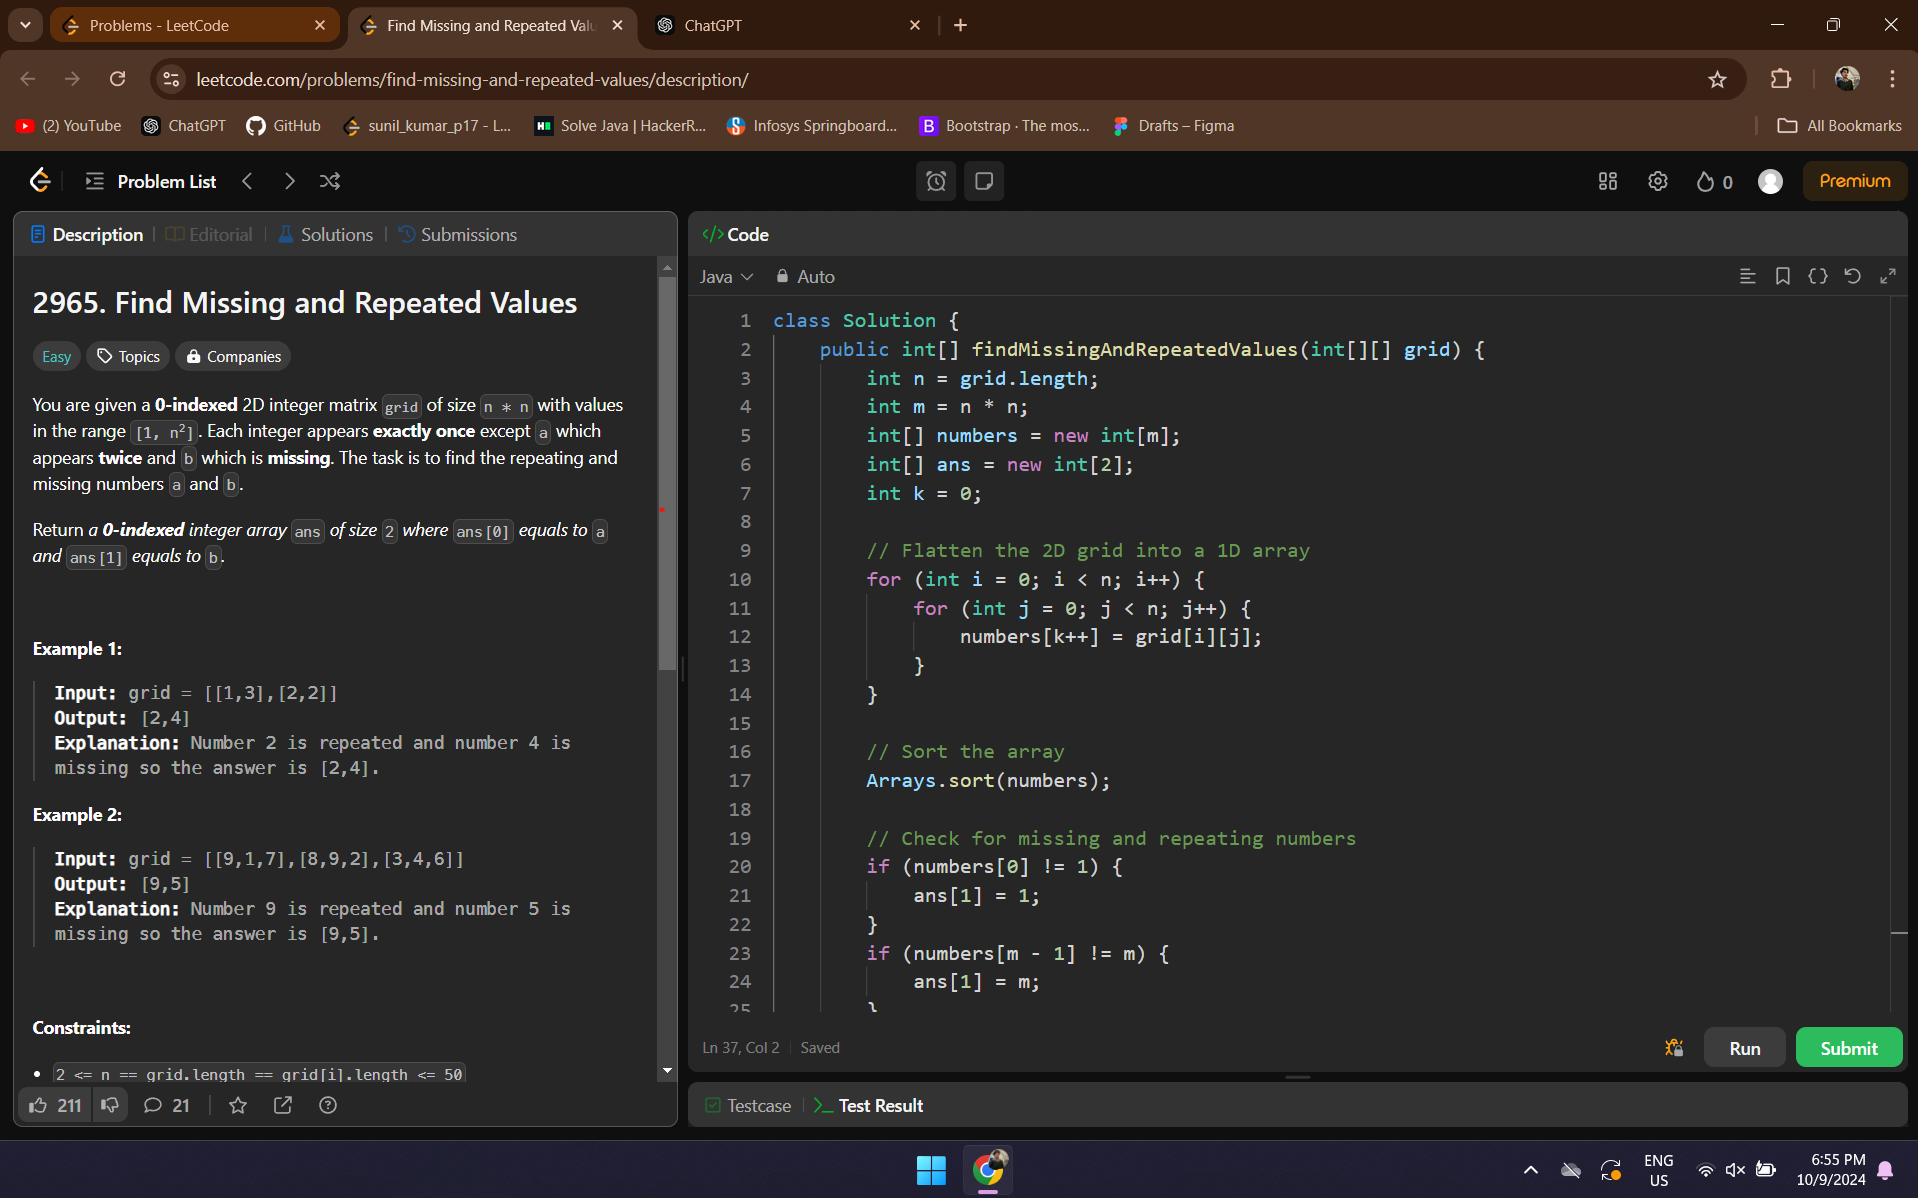 Problems - LeetCode
Find Missing and Repeated Valu
ChatGPT
leetcode.com/problems/find-missing-and-repeated-values/description/
(2) YouTube
ChatGPT
GitHub
sunil_kumar_p17 - L...
Solve Java | HackerR...
Infosys Springboard...
Bootstrap · The mos...
Drafts – Figma
All Bookmarks
Problem List
0
Premium
Description
Editorial
Solutions
Submissions
2965. Find Missing and Repeated Values
Easy
Topics
Companies
You are given a 0-indexed 2D integer matrix grid of size n * n with values
in the range [1, n²]. Each integer appears exactly once except a which
appears twice and b which is missing. The task is to find the repeating and
missing numbers a and b.
Return a 0-indexed integer array ans of size 2 where ans[0] equals to a
and ans[1] equals to b.
Example 1:
Input: grid = [[1,3],[2,2]]
Output: [2,4]
Explanation: Number 2 is repeated and number 4 is
missing so the answer is [2,4].
Example 2:
Input: grid = [[9,1,7],[8,9,2],[3,4,6]]
Output: [9,5]
Explanation: Number 9 is repeated and number 5 is
missing so the answer is [9,5].
Constraints:
• 2 <= n == grid.length == grid[i].length <= 50
211
21
</> Code
Java
Auto
1 class Solution {
2 public int[] findMissingAndRepeatedValues(int[][] grid) {
3 int n = grid.length;
4 int m = n * n;
5 int[] numbers = new int[m];
6 int[] ans = new int[2];
7 int k = 0;
8
9 // Flatten the 2D grid into a 1D array
10 for (int i = 0; i < n; i++) {
11 for (int j = 0; j < n; j++) {
12 numbers[k++] = grid[i][j];
13 }
14 }
15
16 // Sort the array
17 Arrays.sort(numbers);
18
19 // Check for missing and repeating numbers
20 if (numbers[0] != 1) {
21 ans[1] = 1;
22 }
23 if (numbers[m - 1] != m) {
24 ans[1] = m;
25 }
Ln 37, Col 2
Saved
Run
Submit
Testcase
Test Result
ENG
US
6:55 PM
10/9/2024